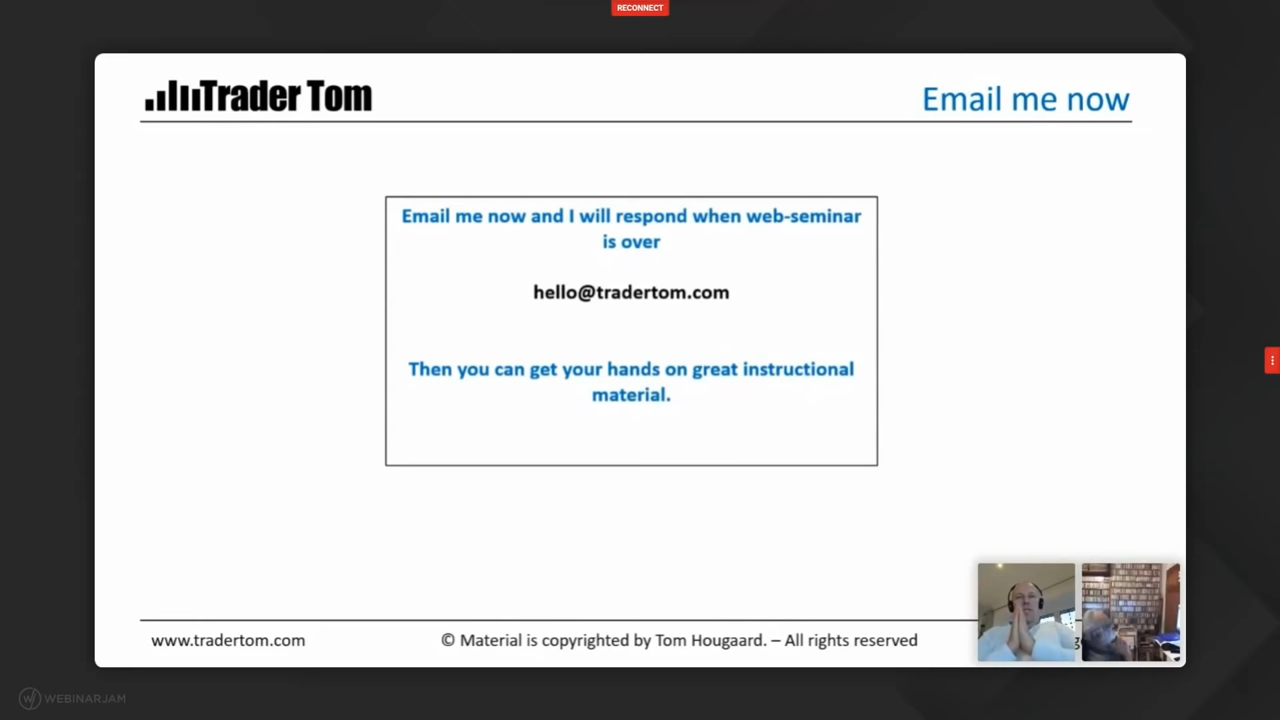 RECONNECT
Trader Tom
Email me now
Email me now and I will respond when web-seminar
is over
hello@tradertom.com
Then you can get your hands on great instructional
material.
www.tradertom.com
© Material is copyrighted by Tom Hougaard. – All rights reserved
WEBINARJAM